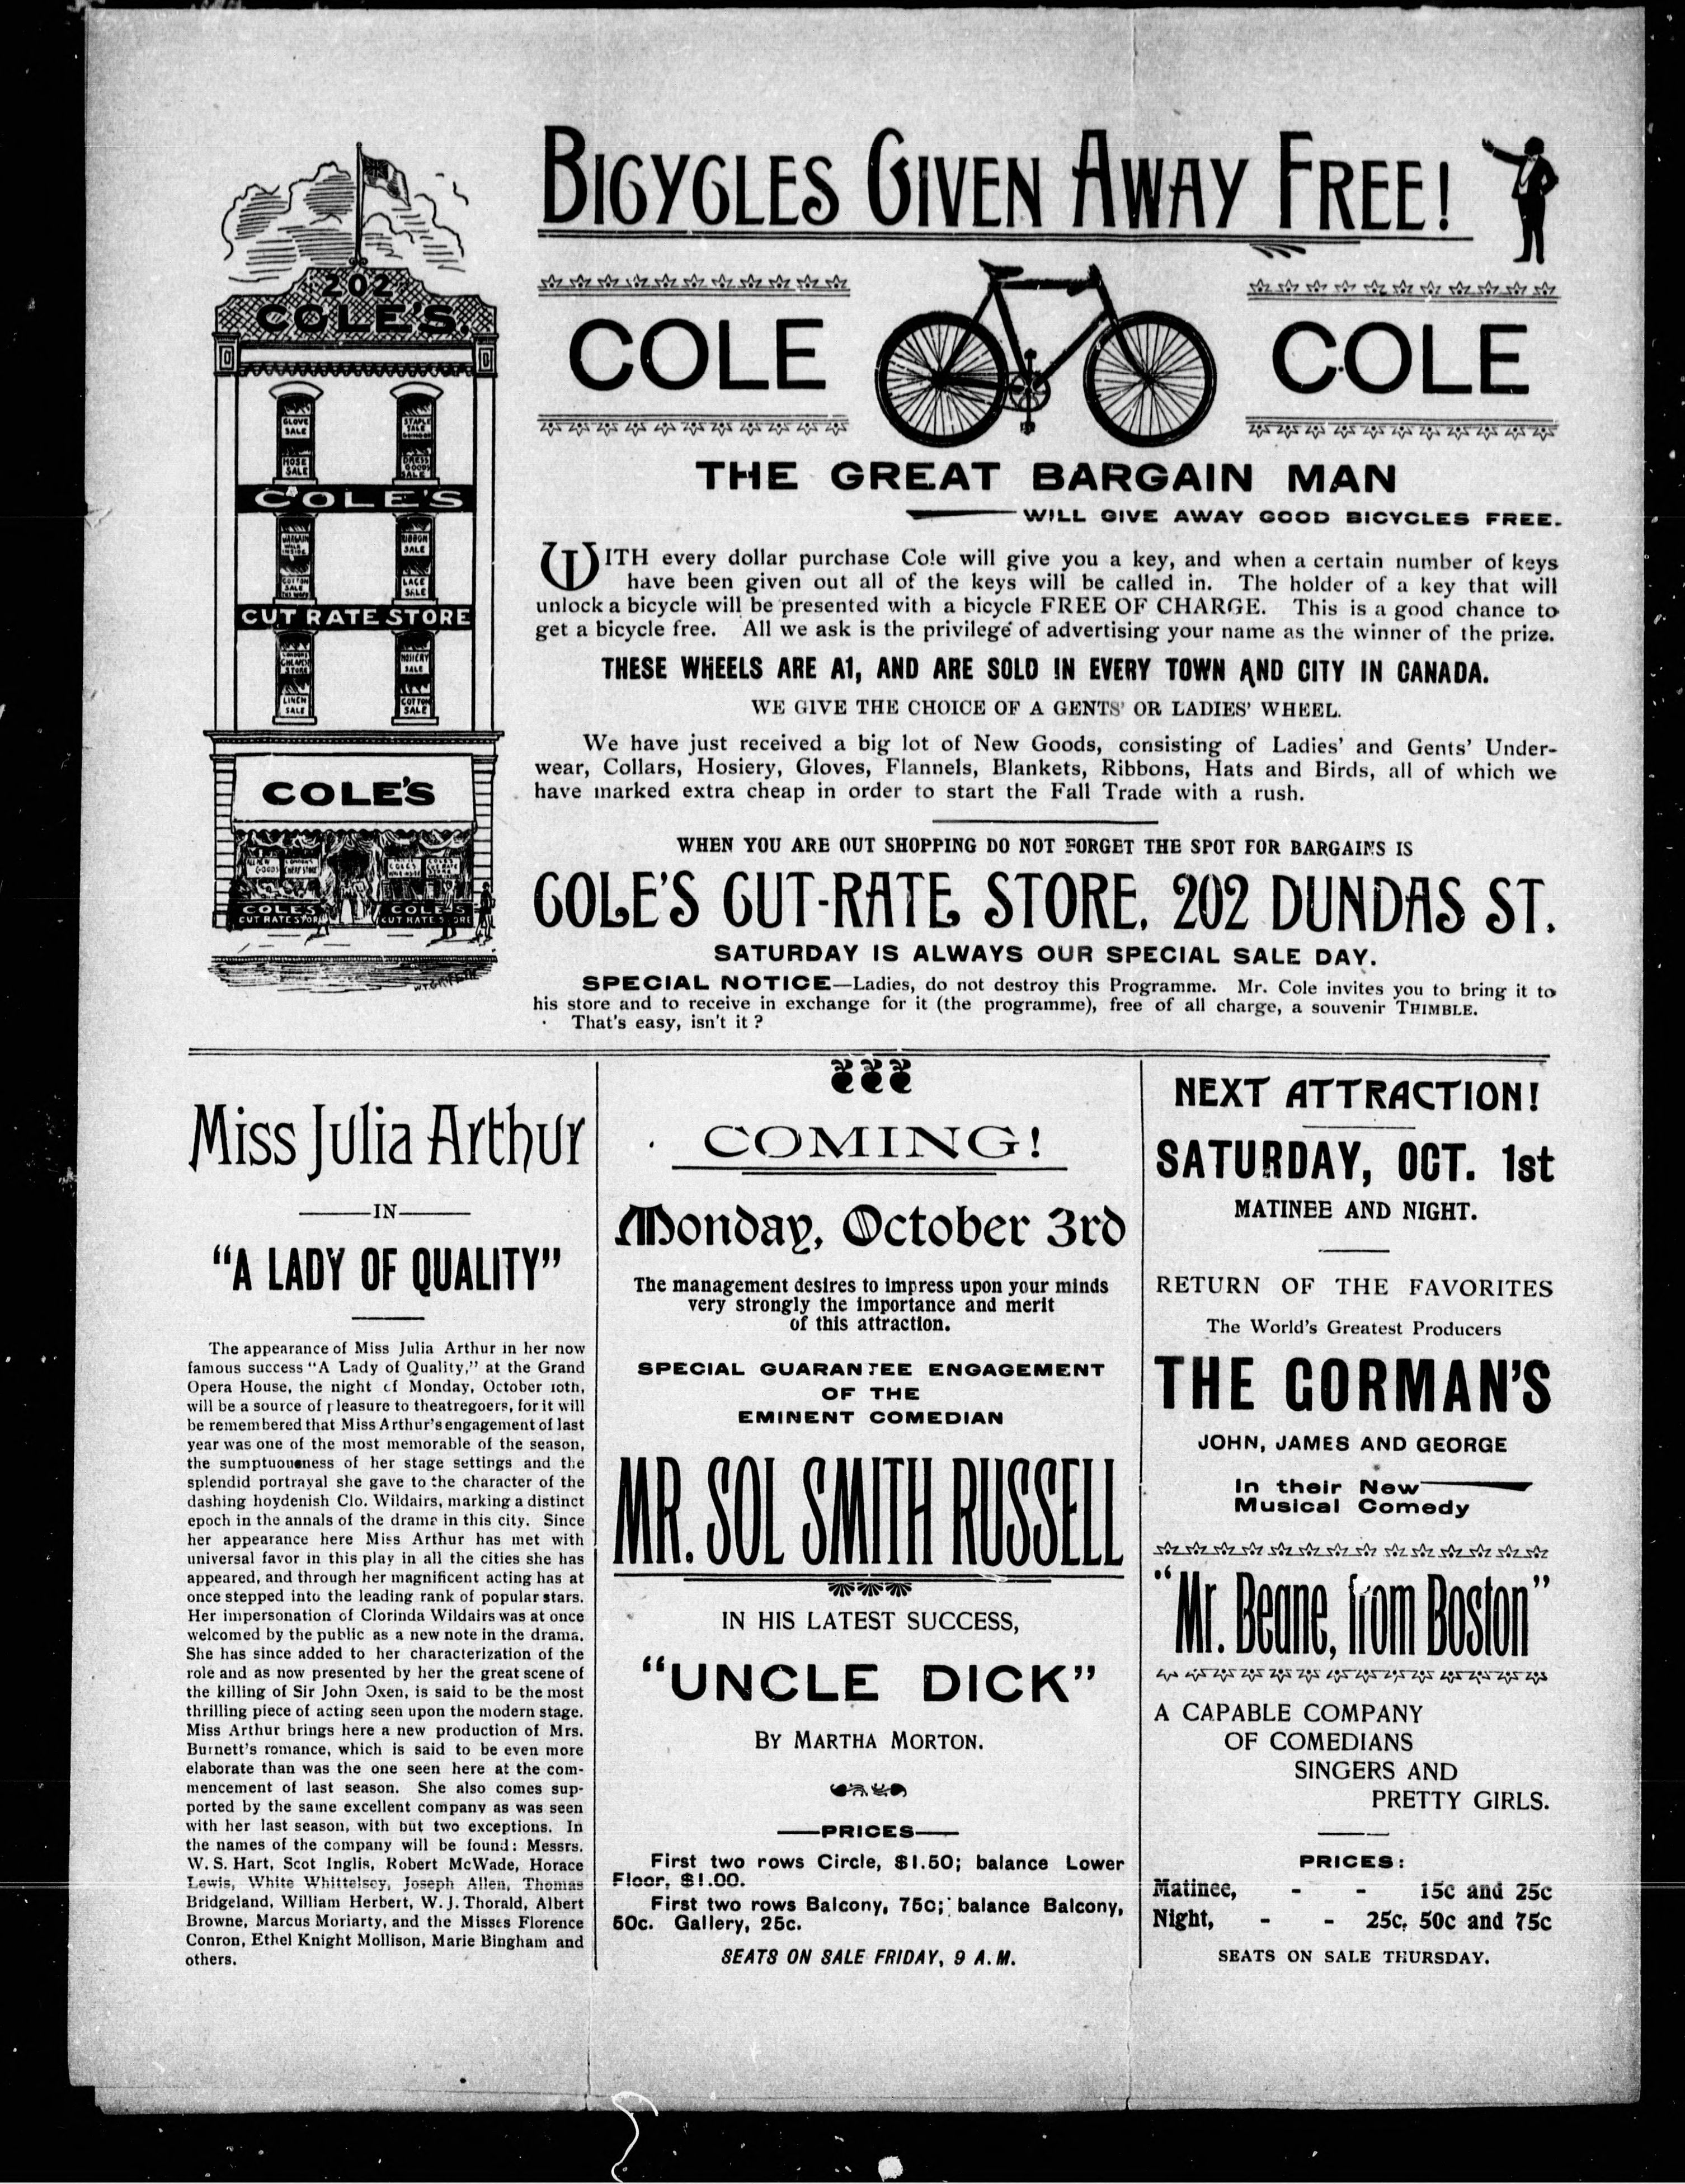 BICYCLES GIVEN AWAY FREE!
202
COLE'S.
GLOVE
SALE
STAPLE
SALE
HOSE
SALE
DRESS
GOODS
SALE
COLE'S
BARGAIN
RIBBON
SALE
COTTON
SALE
LACE
SALE
CUT RATE STORE
STORE
HOSIERY
SALE
LINEN
SALE
COTTON
SALE
COLE'S
COLE'S
CUT RATE STORE
COLE'S
CUT RATE STORE
COLE COLE
THE GREAT BARGAIN MAN
WILL GIVE AWAY GOOD BICYCLES FREE.
WITH every dollar purchase Cole will give you a key, and when a certain number of keys
have been given out all of the keys will be called in. The holder of a key that will
unlock a bicycle will be presented with a bicycle FREE OF CHARGE. This is a good chance to
get a bicycle free. All we ask is the privilege of advertising your name as the winner of the prize.
THESE WHEELS ARE A1, AND ARE SOLD IN EVERY TOWN AND CITY IN CANADA.
WE GIVE THE CHOICE OF A GENTS' OR LADIES' WHEEL.
We have just received a big lot of New Goods, consisting of Ladies' and Gents' Under-
wear, Collars, Hosiery, Gloves, Flannels, Blankets, Ribbons, Hats and Birds, all of which we
have marked extra cheap in order to start the Fall Trade with a rush.
WHEN YOU ARE OUT SHOPPING DO NOT FORGET THE SPOT FOR BARGAINS IS
COLE'S CUT-RATE STORE, 202 DUNDAS ST.
SATURDAY IS ALWAYS OUR SPECIAL SALE DAY.
SPECIAL NOTICE—Ladies, do not destroy this Programme. Mr. Cole invites you to bring it to
his store and to receive in exchange for it (the programme), free of all charge, a souvenir THIMBLE.
That's easy, isn't it?
Miss Julia Arthur
IN
"A LADY OF QUALITY"
The appearance of Miss Julia Arthur in her now
famous success "A Lady of Quality," at the Grand
Opera House, the night of Monday, October 10th,
will be a source of pleasure to theatregoers, for it will
be remembered that Miss Arthur's engagement of last
year was one of the most memorable of the season,
the sumptuousness of her stage settings and the
splendid portrayal she gave to the character of the
dashing hoydenish Clo. Wildairs, marking a distinct
epoch in the annals of the drama in this city. Since
her appearance here Miss Arthur has met with
universal favor in this play in all the cities she has
appeared, and through her magnificent acting has at
once stepped into the leading rank of popular stars.
Her impersonation of Clorinda Wildairs was at once
welcomed by the public as a new note in the drama.
She has since added to her characterization of the
role and as now presented by her the great scene of
the killing of Sir John Oxen, is said to be the most
thrilling piece of acting seen upon the modern stage.
Miss Arthur brings here a new production of Mrs.
Burnett's romance, which is said to be even more
elaborate than was the one seen here at the com-
mencement of last season. She also comes sup-
ported by the same excellent company as was seen
with her last season, with but two exceptions. In
the names of the company will be found: Messrs.
W. S. Hart, Scot Inglis, Robert McWade, Horace
Lewis, White Whittelsey, Joseph Allen, Thomas
Bridgeland, William Herbert, W. J. Thorald, Albert
Browne, Marcus Moriarty, and the Misses Florence
Conron, Ethel Knight Mollison, Marie Bingham and
others.
COMING!
Monday, October 3rd
The management desires to impress upon your minds
very strongly the importance and merit
of this attraction.
SPECIAL GUARANTEE ENGAGEMENT
OF THE
EMINENT COMEDIAN
MR. SOL SMITH RUSSELL
IN HIS LATEST SUCCESS,
"UNCLE DICK"
BY MARTHA MORTON.
PRICES
First two rows Circle, $1.50; balance Lower
Floor, $1.00.
First two rows Balcony, 75c; balance Balcony,
50c. Gallery, 25c.
SEATS ON SALE FRIDAY, 9 A.M.
NEXT ATTRACTION!
SATURDAY, OCT. 1st
MATINEE AND NIGHT.
RETURN OF THE FAVORITES
The World's Greatest Producers
THE GORMAN'S
JOHN, JAMES AND GEORGE
In their New
Musical Comedy
"Mr. Beane, from Boston"
A CAPABLE COMPANY
OF COMEDIANS
SINGERS AND
PRETTY GIRLS.
PRICES:
Matinee, - - 15c and 25c
Night, - - 25c, 50c and 75c
SEATS ON SALE THURSDAY.